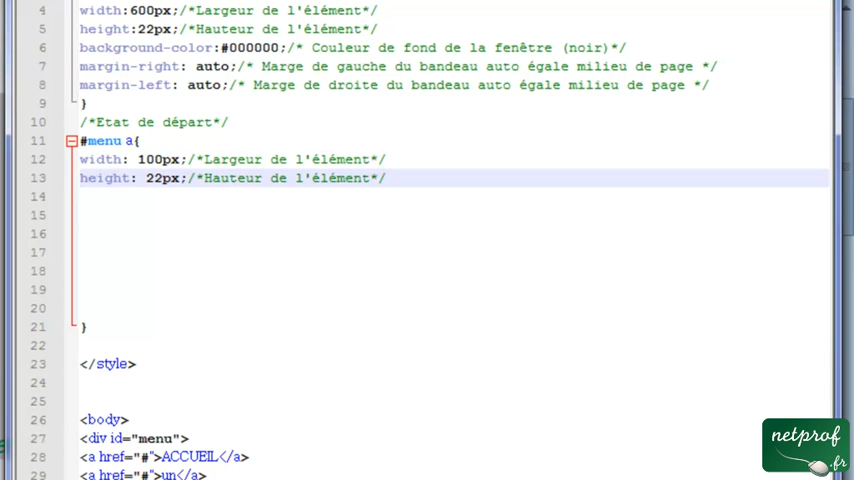 4 width:600px;/*Largeur de l'élément*/
5 height:22px;/*Hauteur de l'élément*/
6 background-color:#000000;/* Couleur de fond de la fenêtre (noir)*/
7 margin-right: auto;/* Marge de gauche du bandeau auto égale milieu de page */
8 margin-left: auto;/* Marge de droite du bandeau auto égale milieu de page */
9 }
10 /*Etat de départ*/
11 #menu a{
12 width: 100px;/*Largeur de l'élément*/
13 height: 22px;/*Hauteur de l'élément*/
14
15
16
17
18
19
20
21 }
22
23 </style>
24
25
26 <body>
27 <div id="menu">
28 <a href="#">ACCUEIL</a>
29 <a href="#">un</a>
netprof
.fr